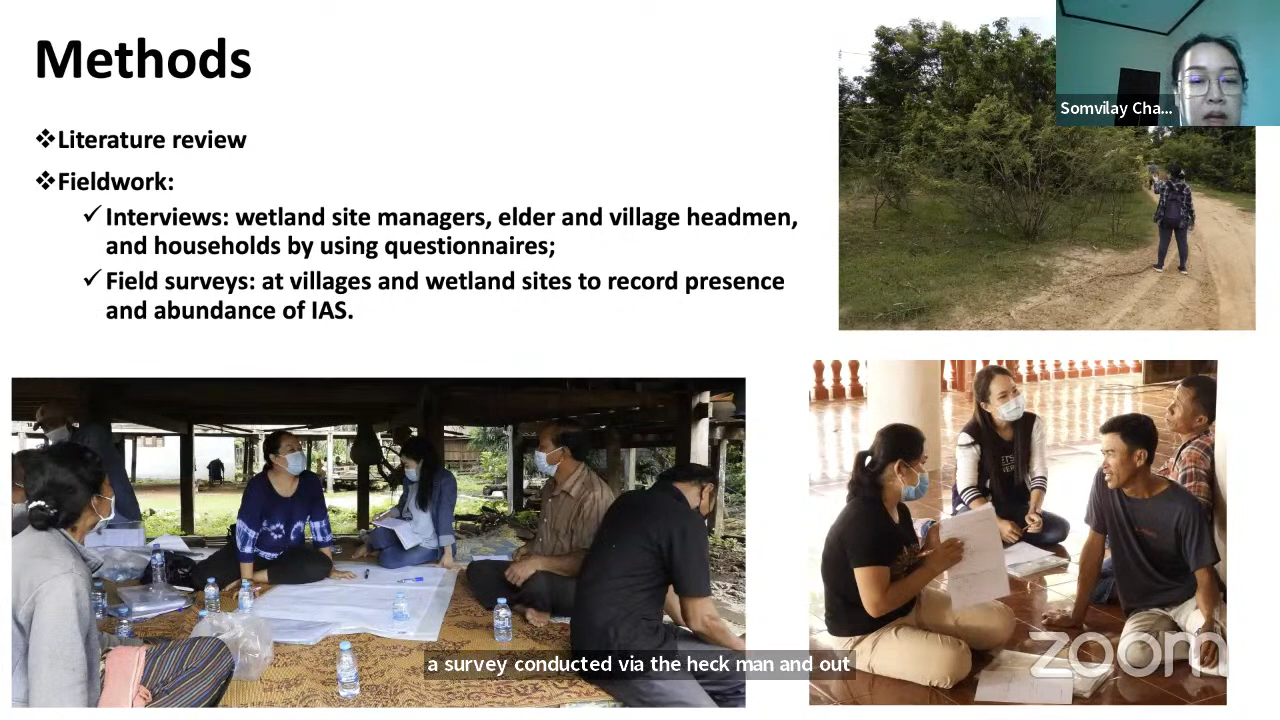 Methods
Somvilay Cha...
❖Literature review
❖Fieldwork:
✓Interviews: wetland site managers, elder and village headmen,
and households by using questionnaires;
✓Field surveys: at villages and wetland sites to record presence
and abundance of IAS.
a survey conducted via the heck man and out
zoom